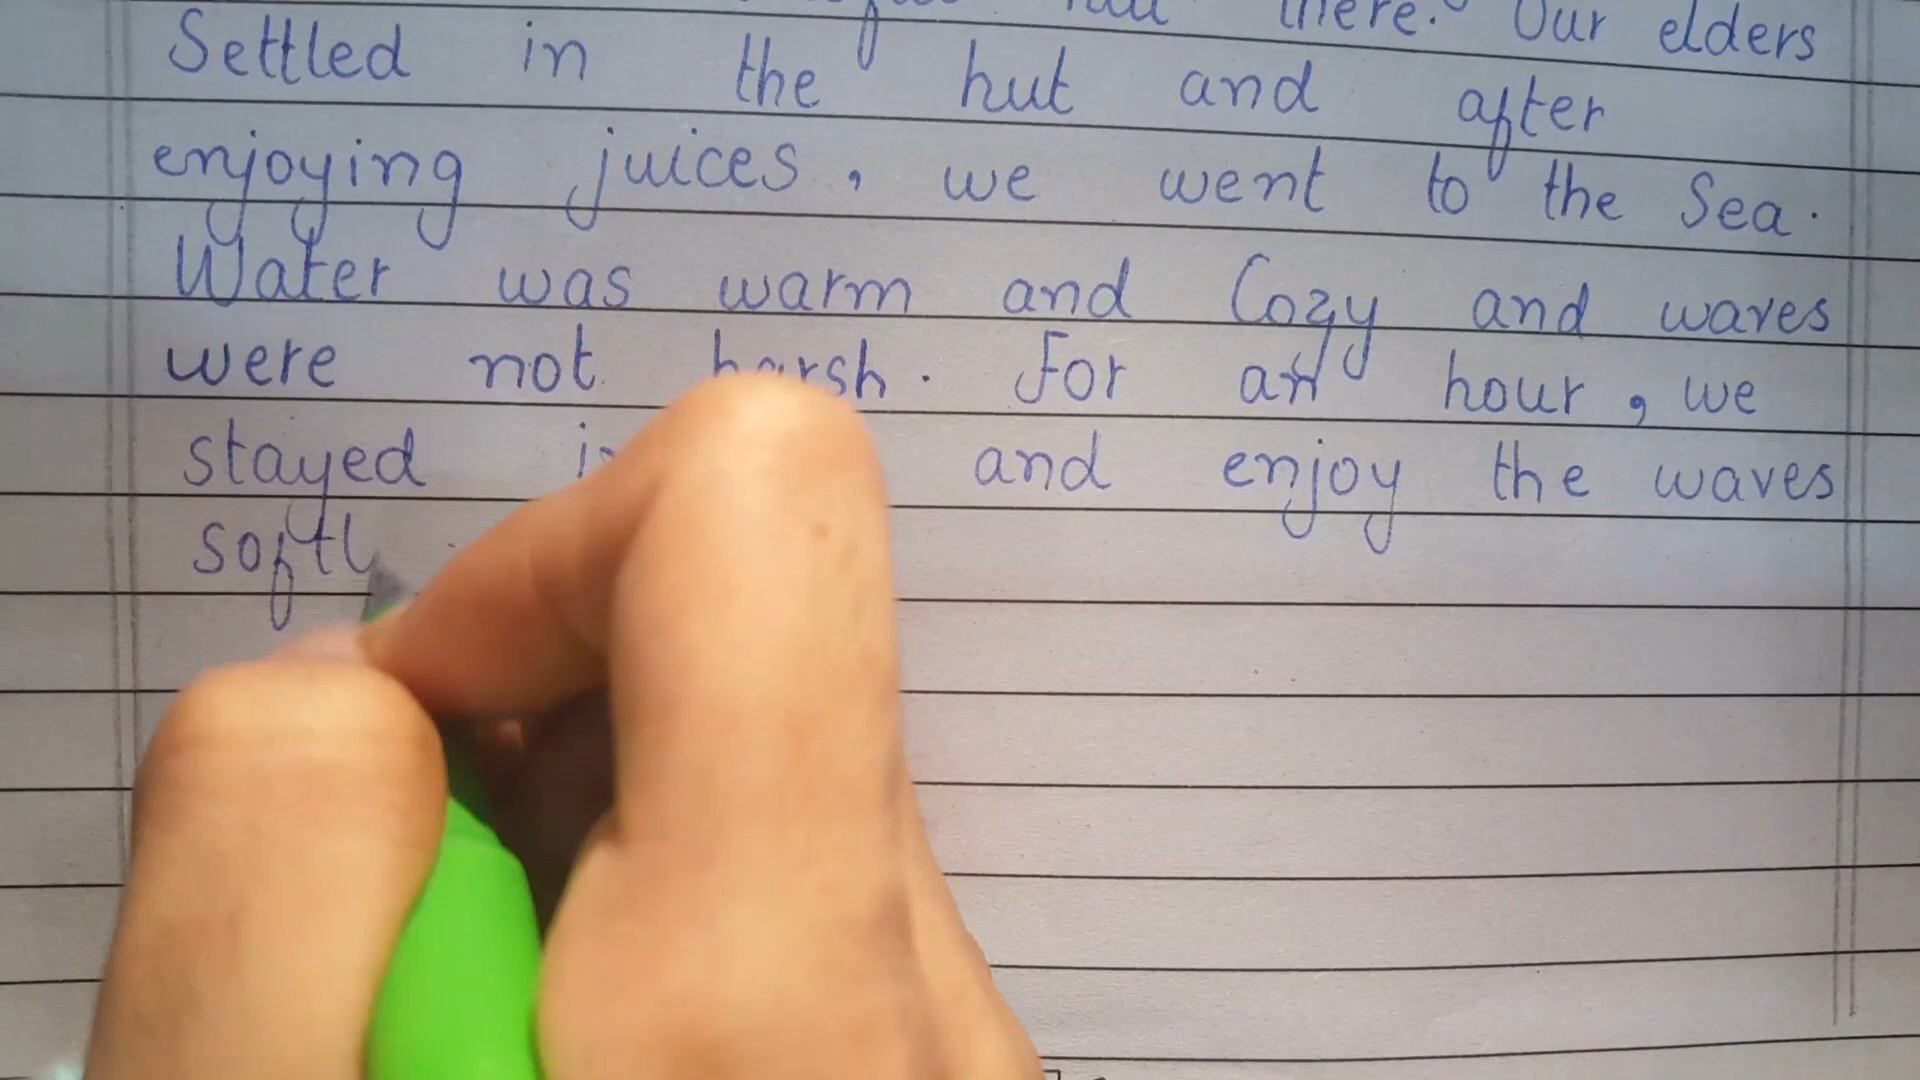 there. Our elders
Settled in the hut and after
enjoying juices, we went to the Sea.
Water was warm and Cozy and waves
were not harsh. For an hour, we
stayed and enjoy the waves
softl